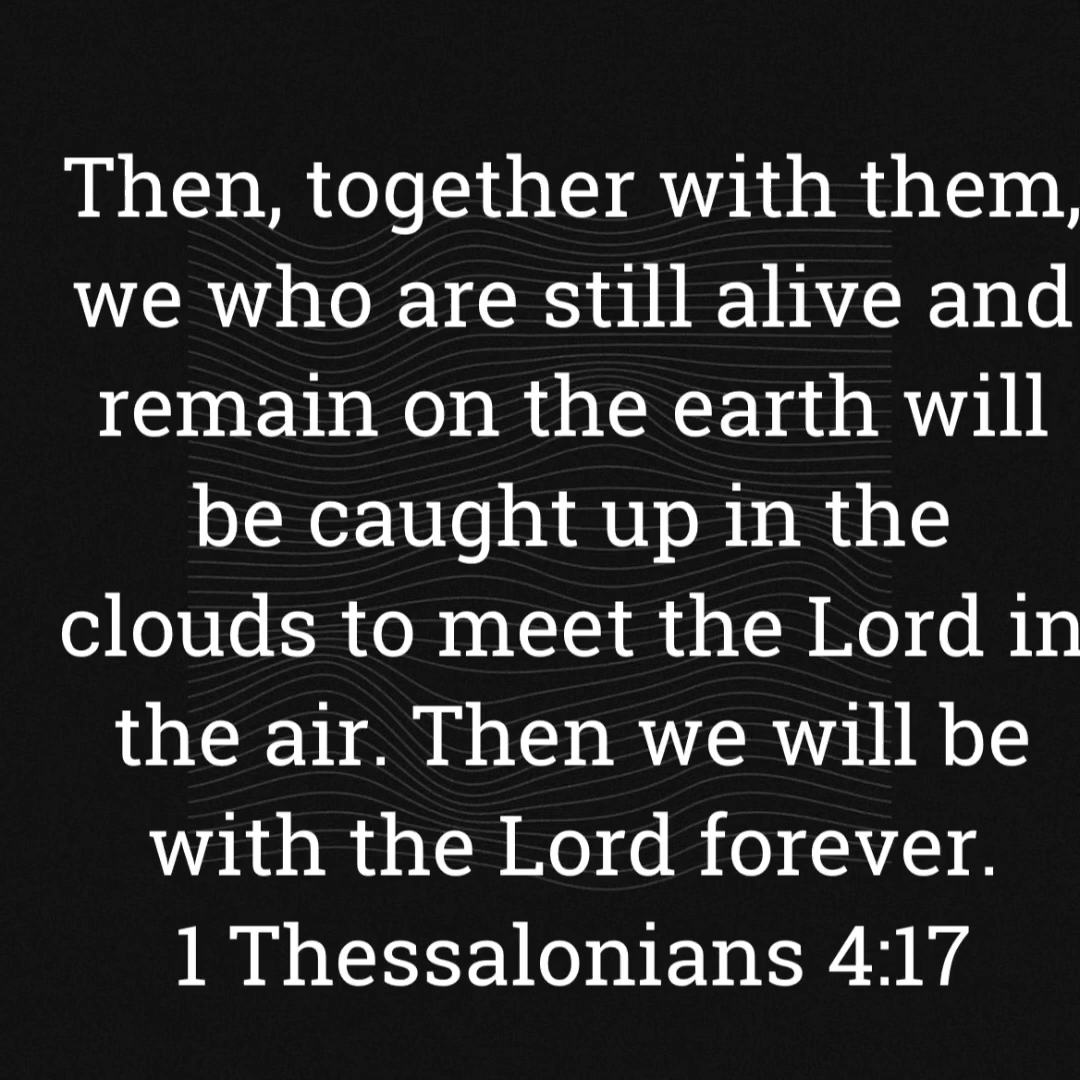 Then, together with them,
we who are still alive and
remain on the earth will
be caught up in the
clouds to meet the Lord in
the air. Then we will be
with the Lord forever.
1 Thessalonians 4:17